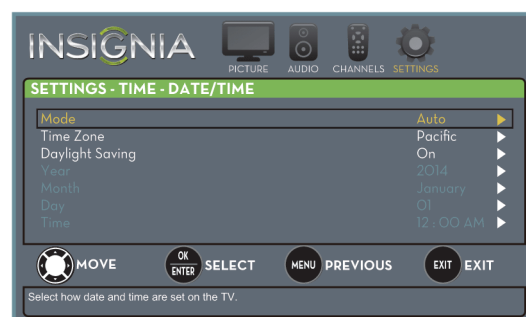 INSIGNIA
PICTURE AUDIO CHANNELS SETTINGS
SETTINGS - TIME - DATE/TIME
Mode Auto
Time Zone Pacific
Daylight Saving On
Year 2014
Month January
Day 01
Time 12 : 00 AM
MOVE OK ENTER SELECT MENU PREVIOUS EXIT EXIT
Select how date and time are set on the TV.